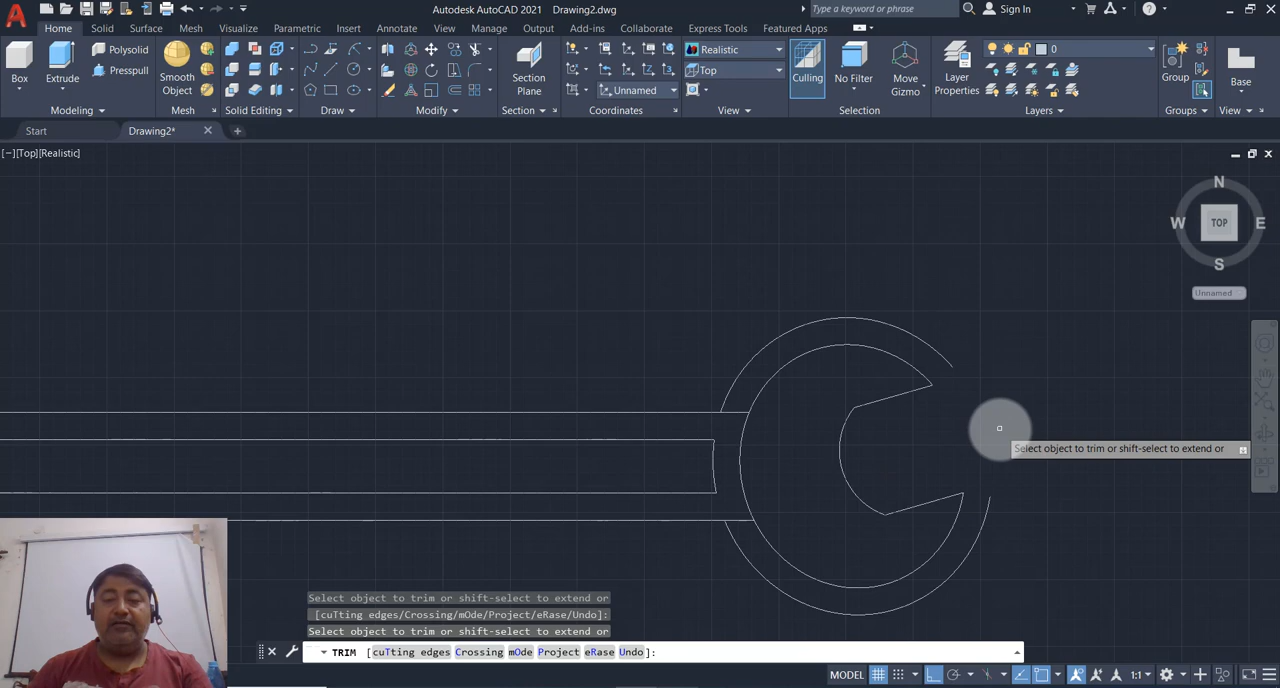 Autodesk AutoCAD 2021 Drawing2.dwg
Type a keyword or phrase
Sign In
Home Solid Surface Mesh Visualize Parametric Insert Annotate View Manage Output Add-ins Collaborate Express Tools Featured Apps
Box
Extrude
Polysolid
Presspull
Smooth
Object
Section
Plane
Realistic
Top
Unnamed
Culling
No Filter
Move
Gizmo
Layer
Properties
0
Group
Base
Modeling
Mesh
Solid Editing
Draw
Modify
Section
Coordinates
View
Selection
Layers
Groups
View
Start
Drawing2*
[−][Top][Realistic]
N
W
TOP
E
S
Unnamed
Select object to trim or shift-select to extend or
Select object to trim or shift-select to extend or
[cuTting edges/Crossing/mOde/Project/eRase/Undo]:
Select object to trim or shift-select to extend or
TRIM [cuTting edges Crossing mOde Project eRase Undo]:
MODEL
1:1